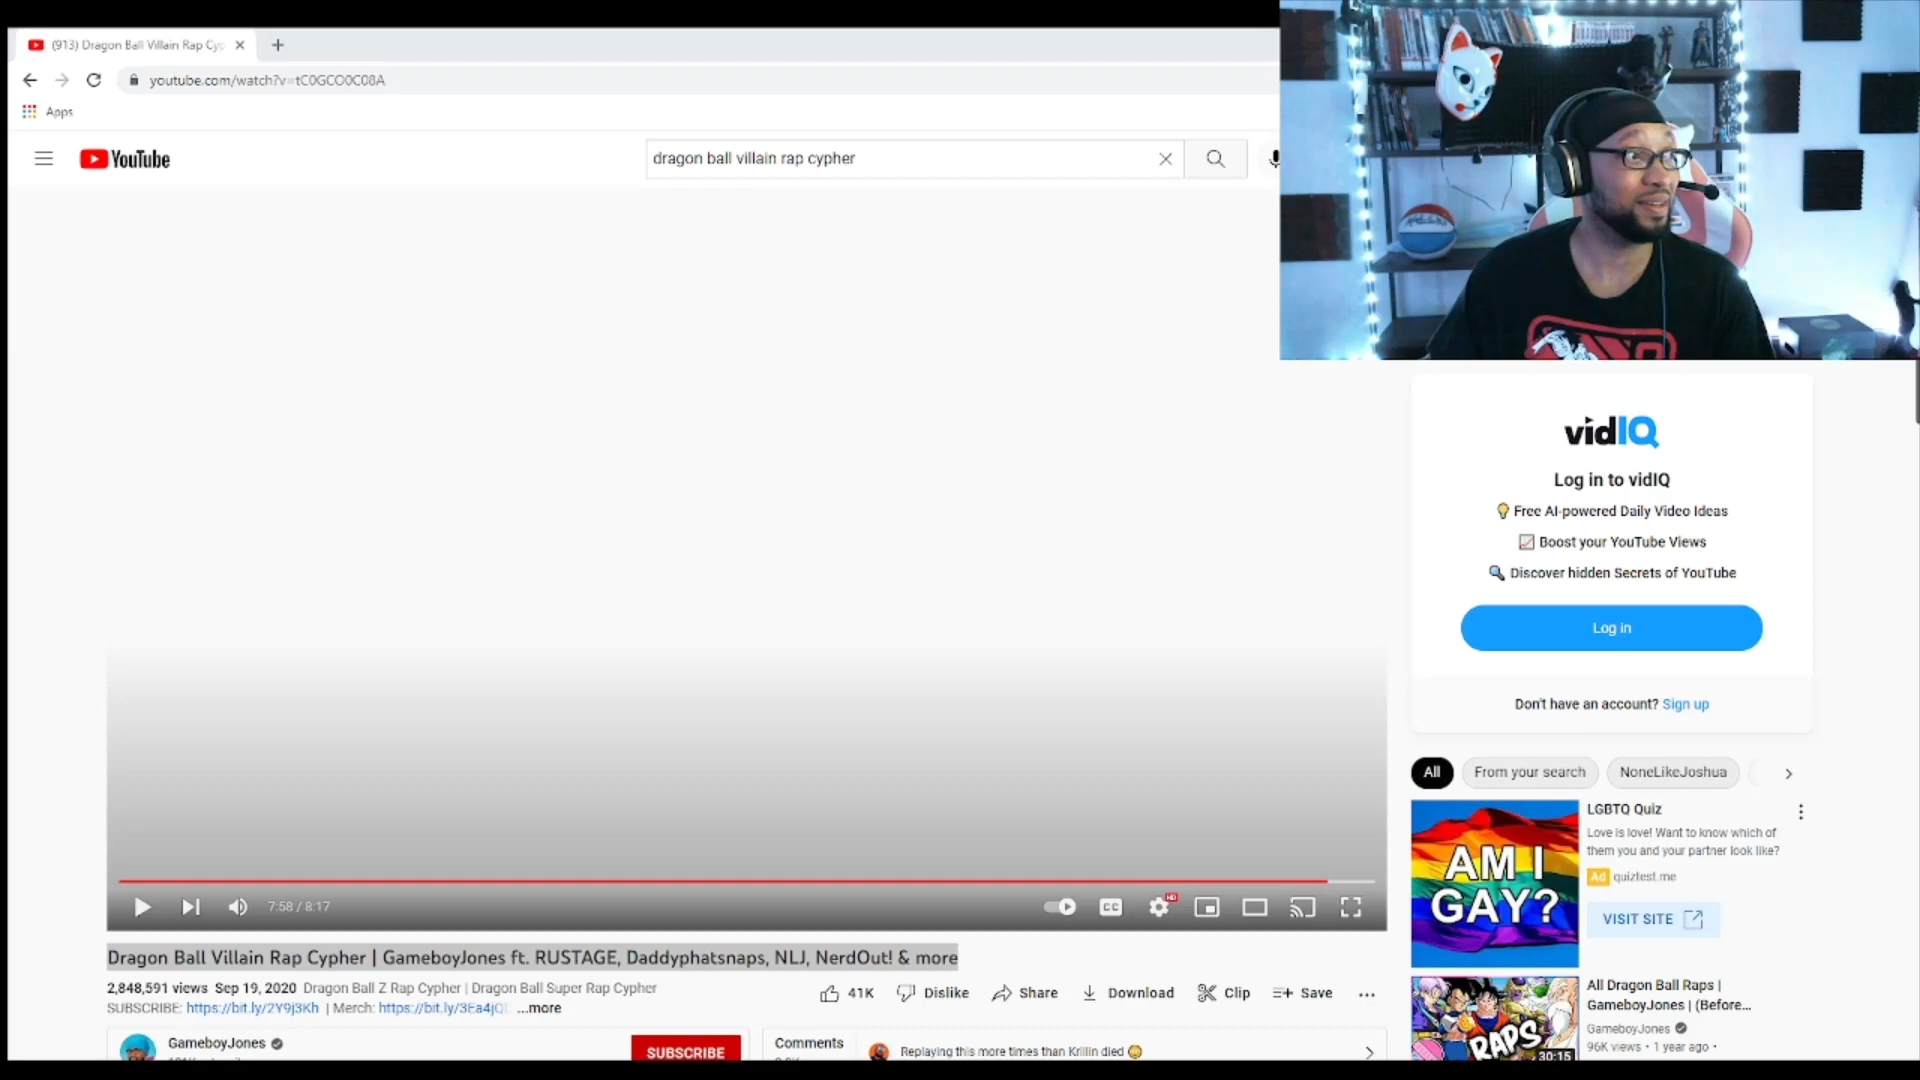 (913) Dragon Ball Villain Rap Cyp
youtube.com/watch?v=tC0GCO0C08A
Apps
YouTube
dragon ball villain rap cypher
vidIQ
Log in to vidIQ
Free AI-powered Daily Video Ideas
Boost your YouTube Views
Discover hidden Secrets of YouTube
Log in
Don't have an account? Sign up
All
From your search
NoneLikeJoshua
AM I
GAY?
LGBTQ Quiz
Love is love! Want to know which of
them you and your partner look like?
Ad quiztest.me
VISIT SITE
7:58 / 8:17
CC
HD
Dragon Ball Villain Rap Cypher | GameboyJones ft. RUSTAGE, Daddyphatsnaps, NLJ, NerdOut! & more
2,848,591 views Sep 19, 2020 Dragon Ball Z Rap Cypher | Dragon Ball Super Rap Cypher
SUBSCRIBE: https://bit.ly/2Y9j3Kh | Merch: https://bit.ly/3Ea4jQ ...more
41K
Dislike
Share
Download
Clip
Save
GameboyJones
SUBSCRIBE
Comments
Replaying this more times than Krillin died
RAPS
30:15
All Dragon Ball Raps |
GameboyJones | (Before...
GameboyJones
96K views • 1 year ago •